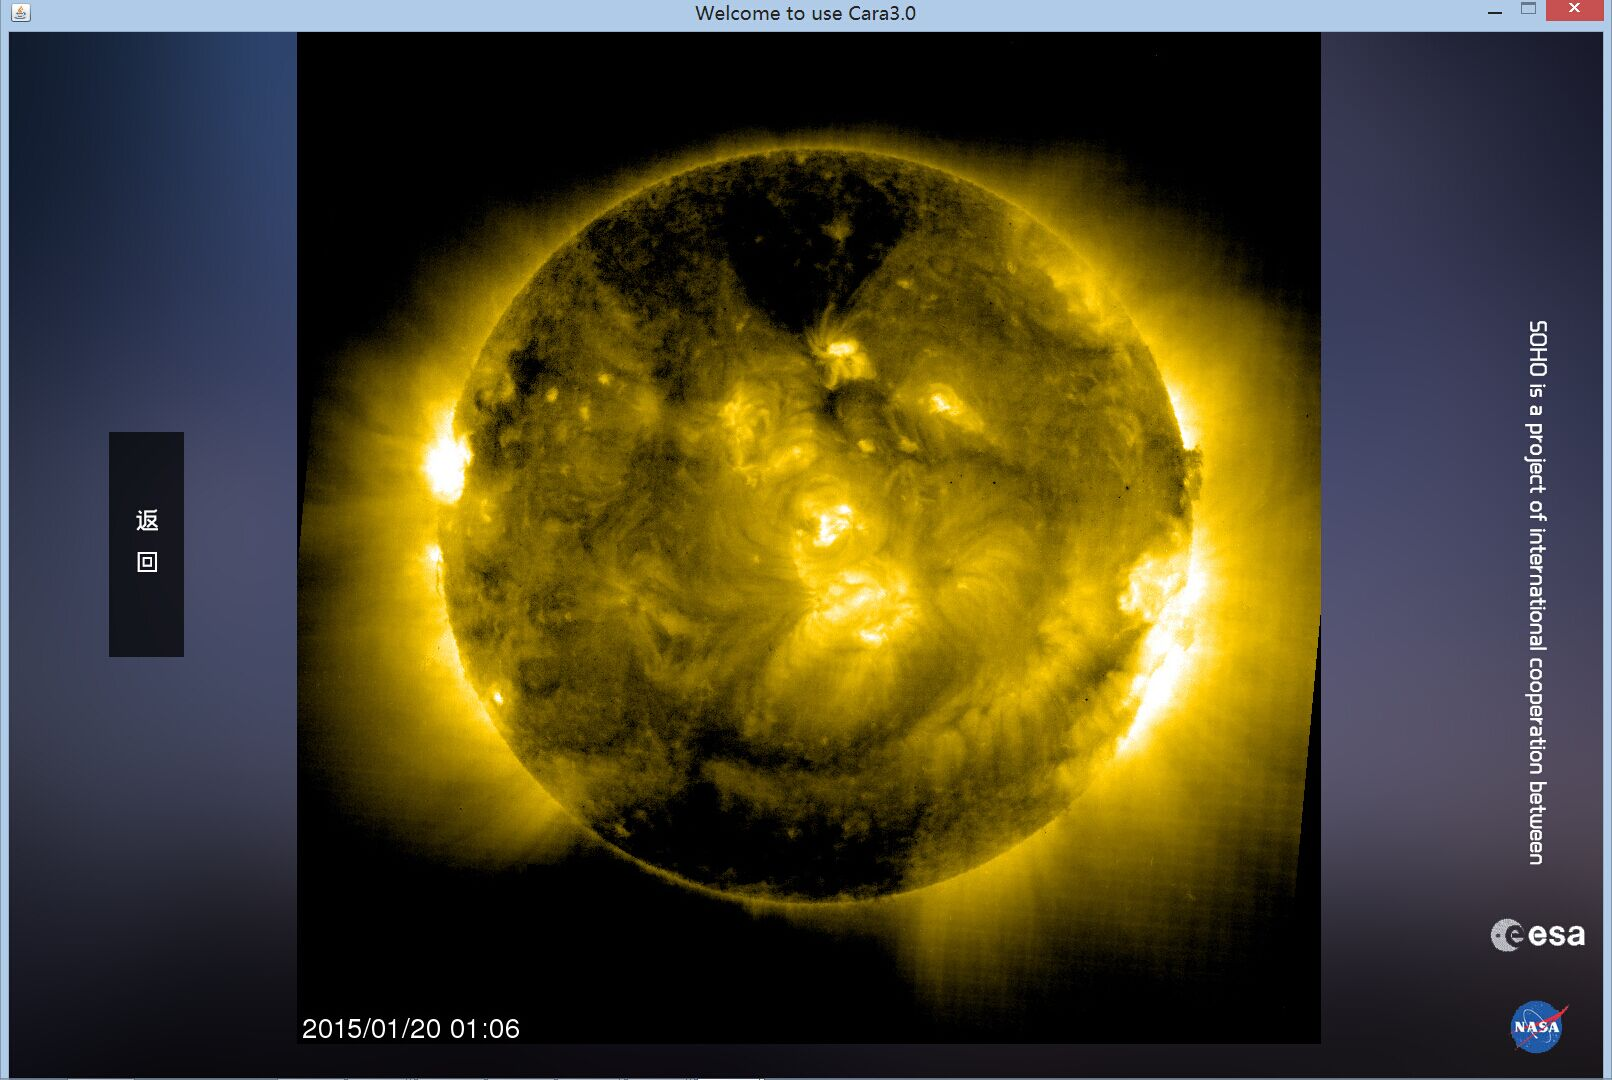 Welcome to use Cara3.0
返
回
SOHO is a project of international cooperation between
esa
NASA
2015/01/20 01:06